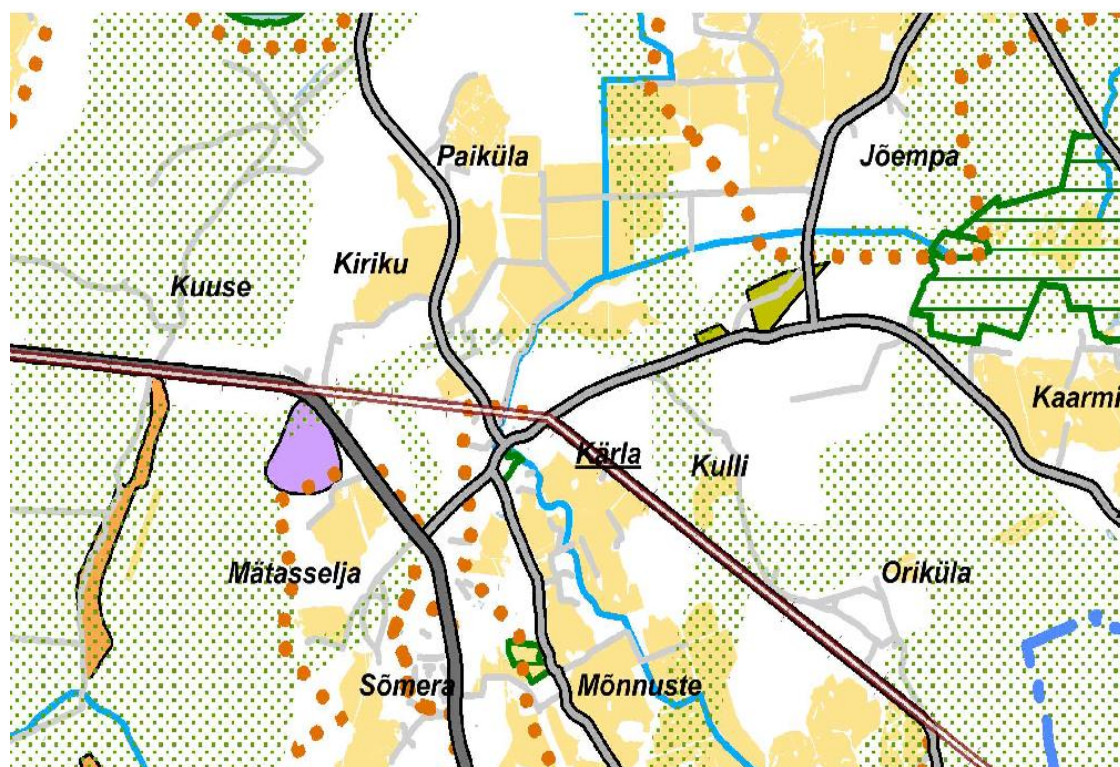 Paiküla
Jõempa
Kiriku
Kuuse
Kaarmi
Kärla
Kulli
Mätasselja
Oriküla
Sõmera
Mõnnuste